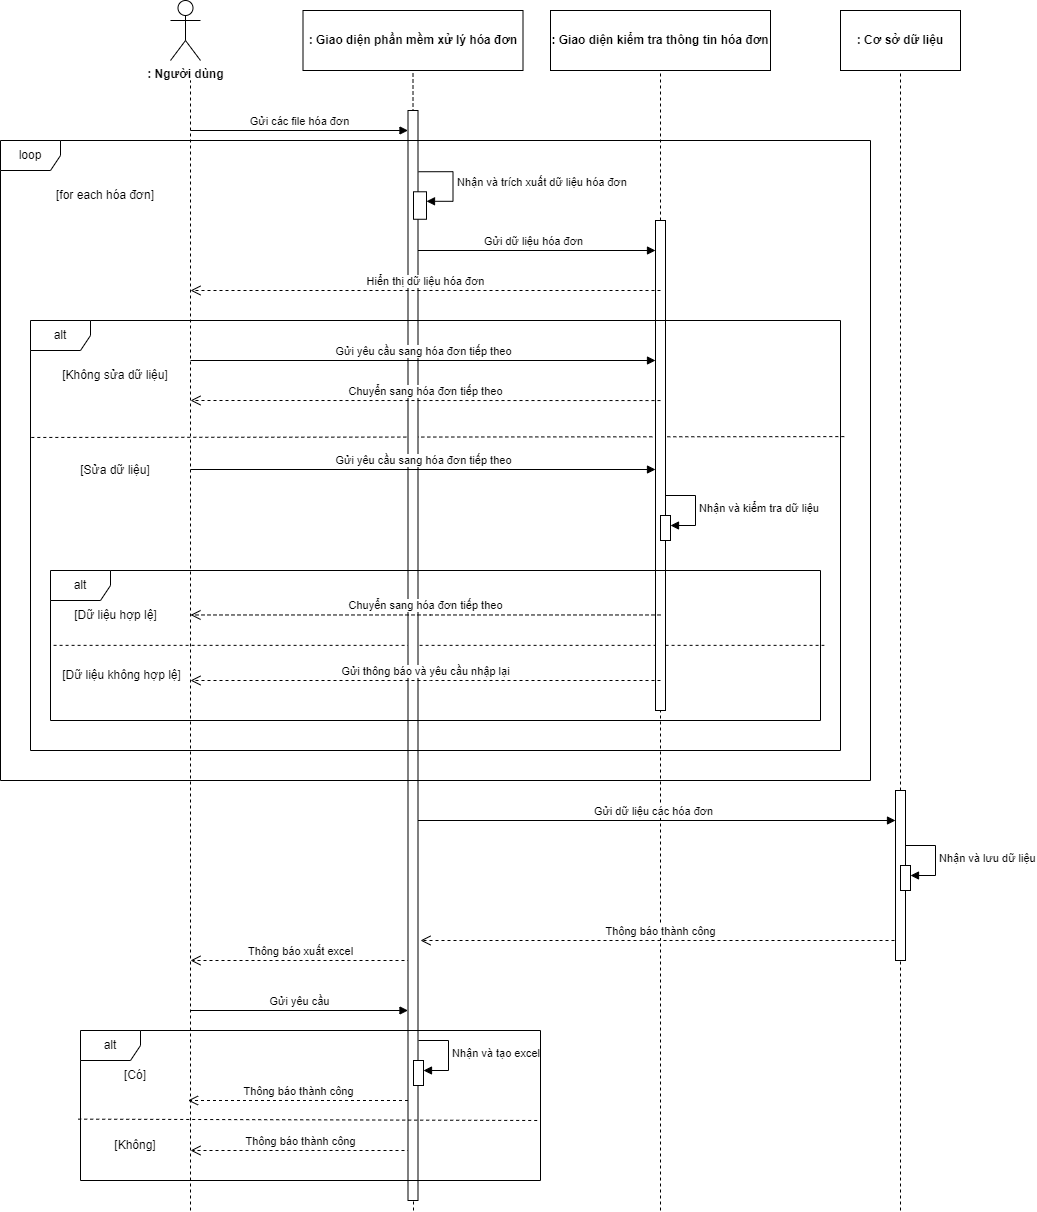 : Người dùng
: Giao diện phần mềm xử lý hóa đơn
: Giao diện kiểm tra thông tin hóa đơn
: Cơ sở dữ liệu
Gửi các file hóa đơn
loop
[for each hóa đơn]
Nhận và trích xuất dữ liệu hóa đơn
Gửi dữ liệu hóa đơn
Hiển thị dữ liệu hóa đơn
alt
Gửi yêu cầu sang hóa đơn tiếp theo
[Không sửa dữ liệu]
Chuyển sang hóa đơn tiếp theo
Gửi yêu cầu sang hóa đơn tiếp theo
[Sửa dữ liệu]
Nhận và kiểm tra dữ liệu
alt
Chuyển sang hóa đơn tiếp theo
[Dữ liệu hợp lệ]
Gửi thông báo và yêu cầu nhập lại
[Dữ liệu không hợp lệ]
Gửi dữ liệu các hóa đơn
Nhận và lưu dữ liệu
Thông báo thành công
Thông báo xuất excel
Gửi yêu cầu
alt
Nhận và tạo excel
[Có]
Thông báo thành công
Thông báo thành công
[Không]